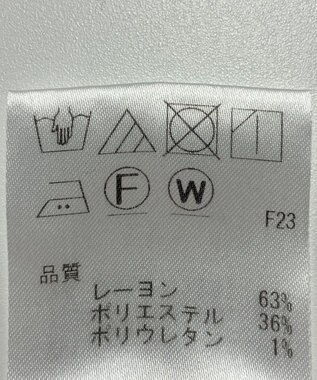 F W
F23
品質
レーヨン 63%
ポリエステル 36%
ポリウレタン 1%